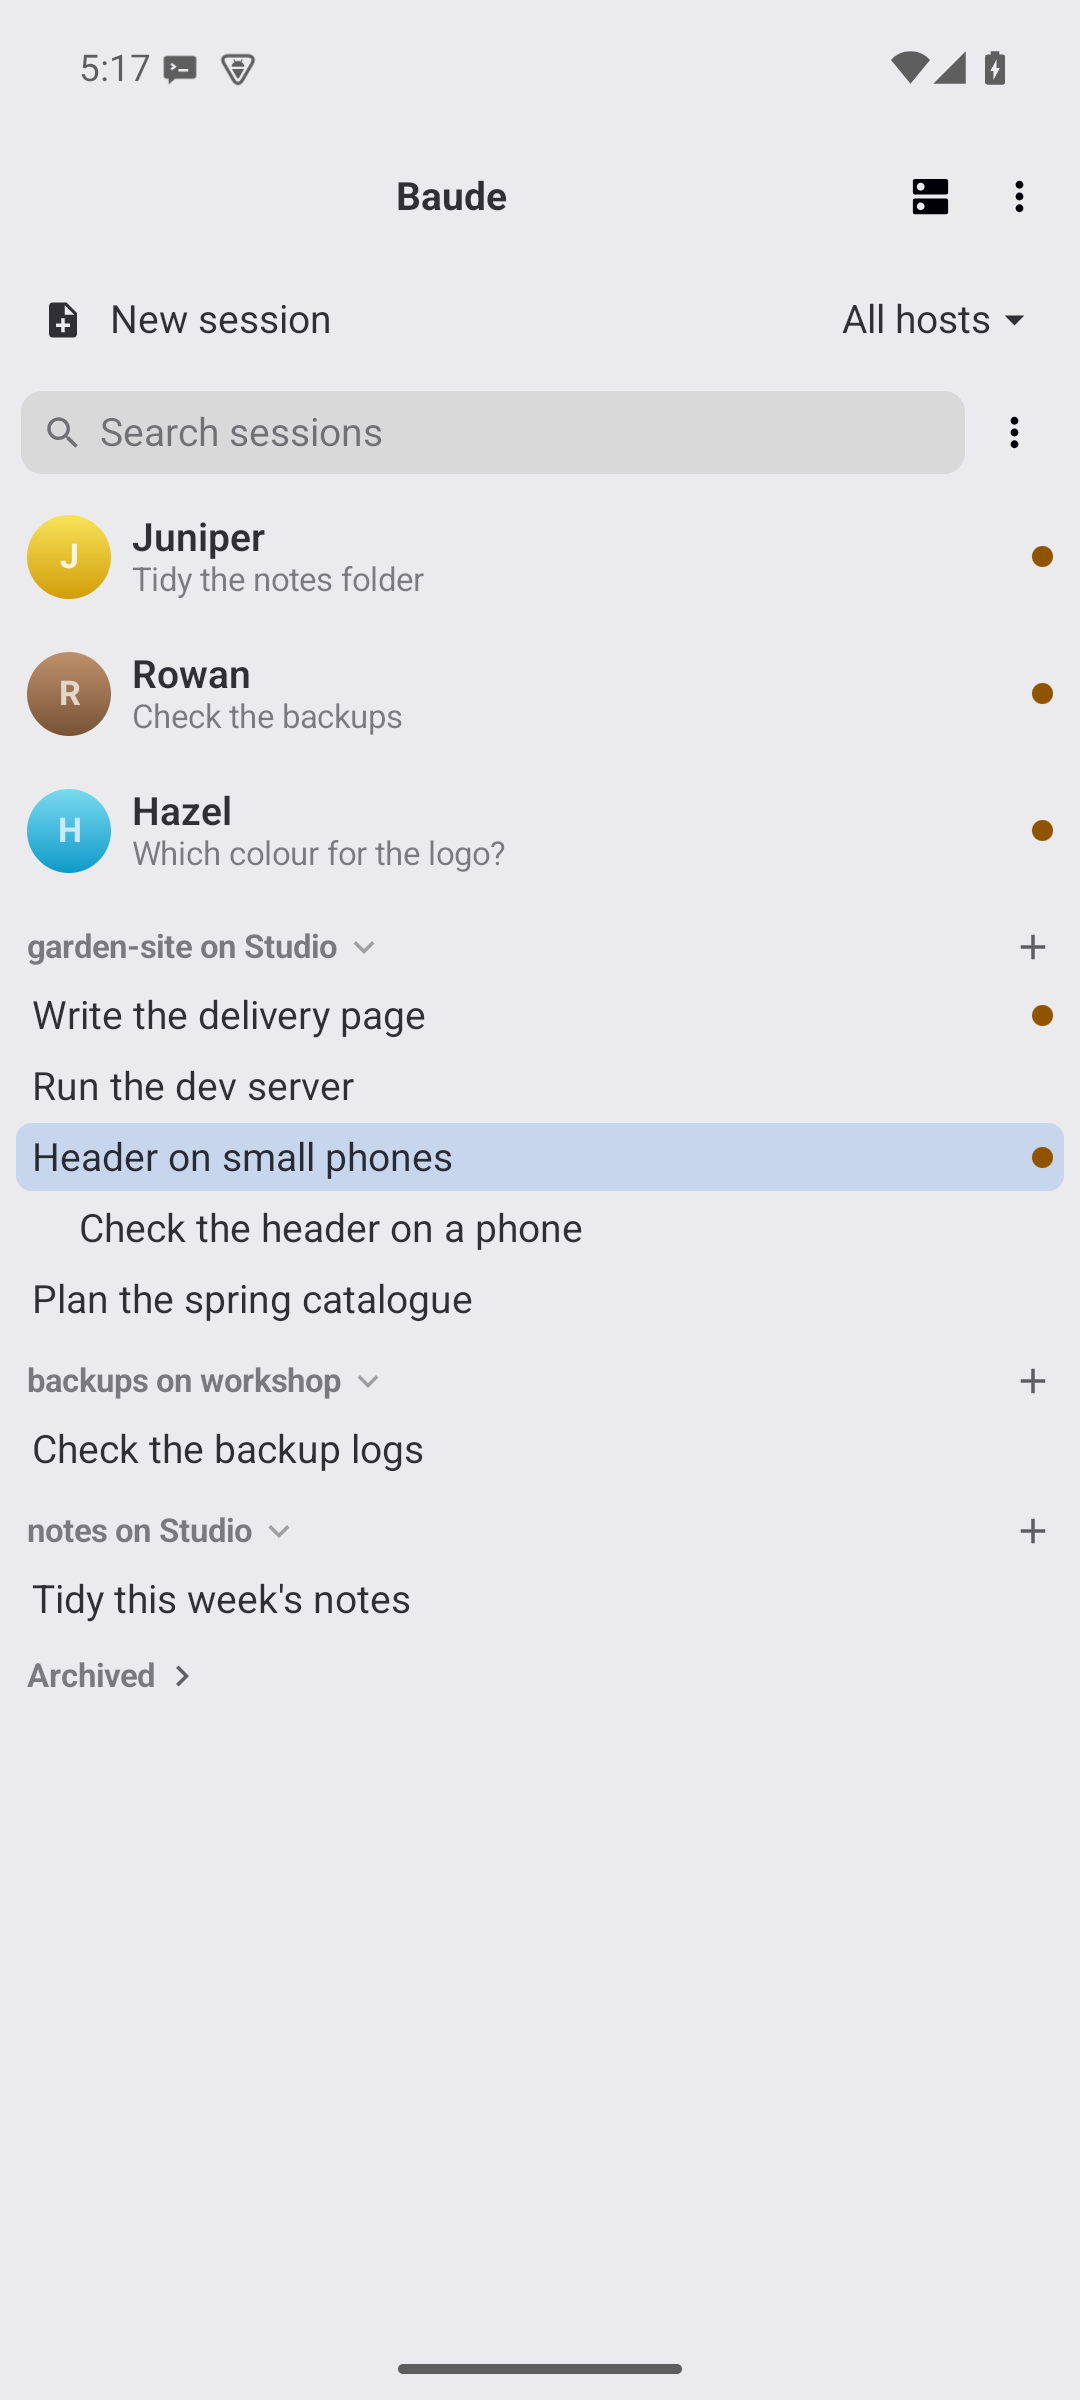 5:17
Baude
New session
All hosts
Search sessions
J
Juniper
Tidy the notes folder
R
Rowan
Check the backups
H
Hazel
Which colour for the logo?
garden-site on Studio
Write the delivery page
Run the dev server
Header on small phones
Check the header on a phone
Plan the spring catalogue
backups on workshop
Check the backup logs
notes on Studio
Tidy this week's notes
Archived